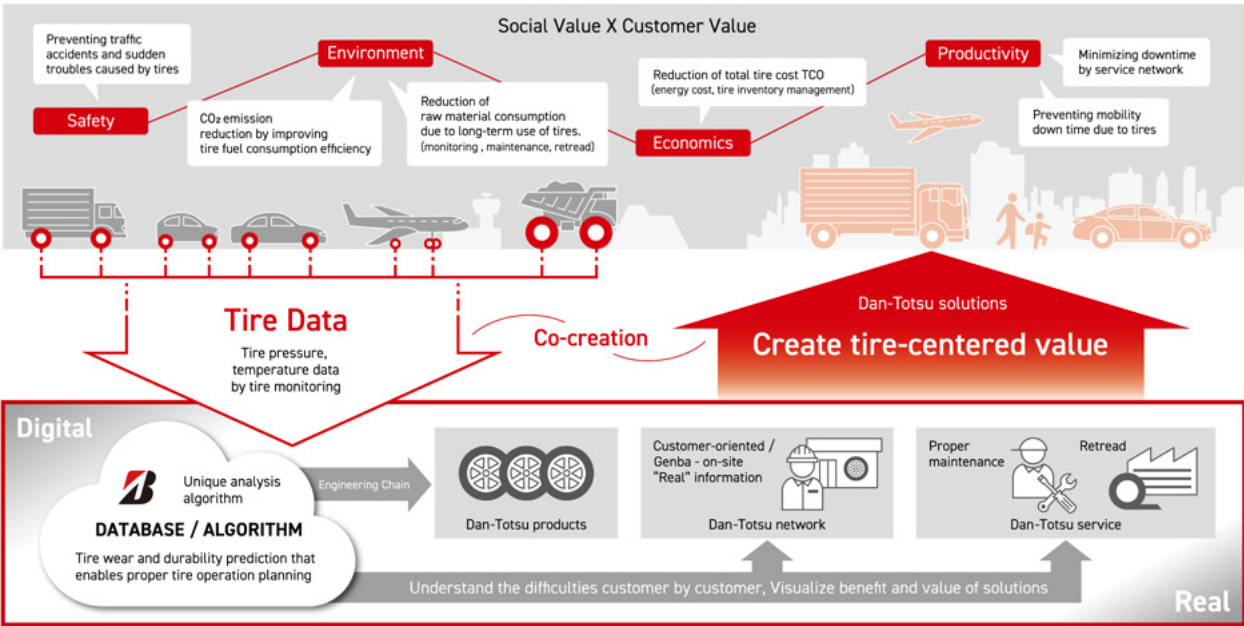 Social Value X Customer Value
Preventing traffic
accidents and sudden
troubles caused by tires
Safety
Environment
CO₂ emission
reduction by improving
tire fuel consumption efficiency
Reduction of
raw material consumption
due to long-term use of tires.
(monitoring , maintenance, retread)
Reduction of total tire cost TCO
(energy cost, tire inventory management)
Economics
Productivity
Minimizing downtime
by service network
Preventing mobility
down time due to tires
Tire Data
Tire pressure,
temperature data
by tire monitoring
Co-creation
Dan-Totsu solutions
Create tire-centered value
Digital
B
Unique analysis
algorithm
DATABASE / ALGORITHM
Tire wear and durability prediction that
enables proper tire operation planning
Engineering Chain
Dan-Totsu products
Customer-oriented /
Genba - on-site
"Real" information
Dan-Totsu network
Proper
maintenance
Retread
Dan-Totsu service
Understand the difficulties customer by customer, Visualize benefit and value of solutions
Real